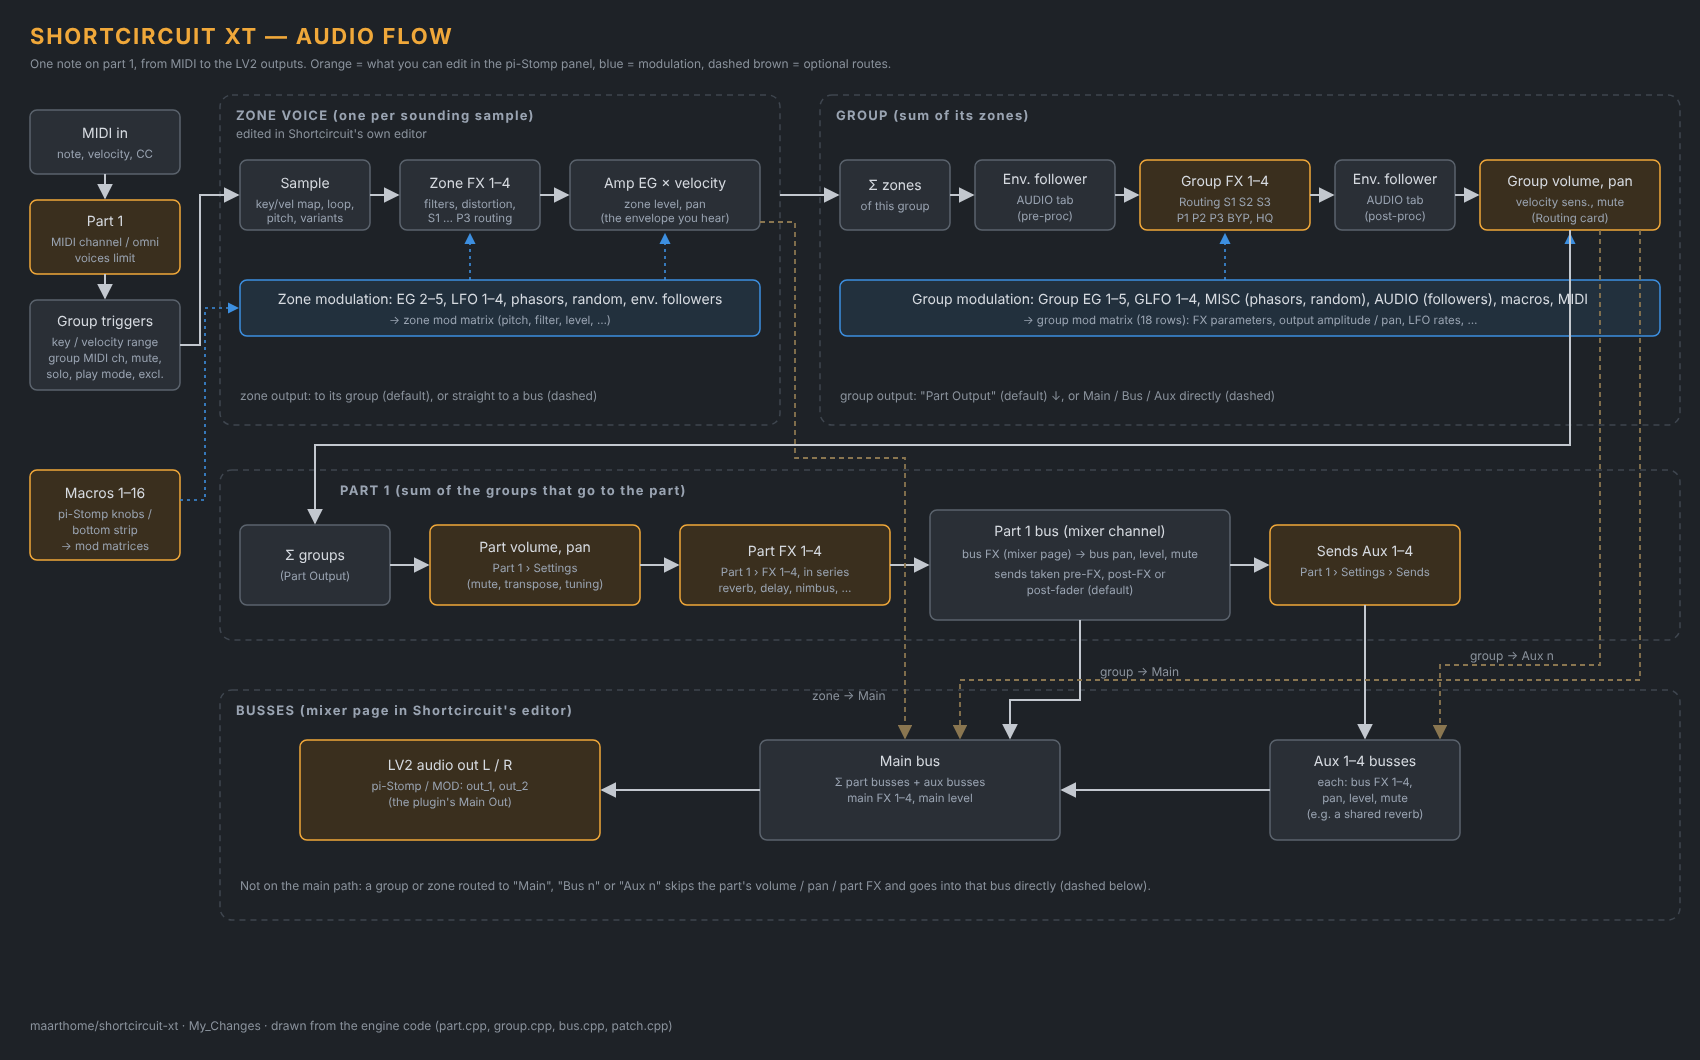 SHORTCIRCUIT XT — AUDIO FLOW
One note on part 1, from MIDI to the LV2 outputs. Orange = what you can edit in the pi-Stomp panel, blue = modulation, dashed brown = optional routes.
MIDI in
note, velocity, CC
Part 1
MIDI channel / omni
voices limit
Group triggers
key / velocity range
group MIDI ch, mute,
solo, play mode, excl.
Macros 1–16
pi-Stomp knobs /
bottom strip
→ mod matrices
ZONE VOICE (one per sounding sample)
edited in Shortcircuit's own editor
Sample
key/vel map, loop,
pitch, variants
Zone FX 1–4
filters, distortion,
S1 ... P3 routing
Amp EG × velocity
zone level, pan
(the envelope you hear)
Zone modulation: EG 2–5, LFO 1–4, phasors, random, env. followers
→ zone mod matrix (pitch, filter, level, ...)
zone output: to its group (default), or straight to a bus (dashed)
GROUP (sum of its zones)
Σ zones
of this group
Env. follower
AUDIO tab
(pre-proc)
Group FX 1–4
Routing S1 S2 S3
P1 P2 P3 BYP, HQ
Env. follower
AUDIO tab
(post-proc)
Group volume, pan
velocity sens., mute
(Routing card)
Group modulation: Group EG 1–5, GLFO 1–4, MISC (phasors, random), AUDIO (followers), macros, MIDI
→ group mod matrix (18 rows): FX parameters, output amplitude / pan, LFO rates, ...
group output: "Part Output" (default) ↓, or Main / Bus / Aux directly (dashed)
PART 1 (sum of the groups that go to the part)
Σ groups
(Part Output)
Part volume, pan
Part 1 › Settings
(mute, transpose, tuning)
Part FX 1–4
Part 1 › FX 1–4, in series
reverb, delay, nimbus, ...
Part 1 bus (mixer channel)
bus FX (mixer page) → bus pan, level, mute
sends taken pre-FX, post-FX or
post-fader (default)
Sends Aux 1–4
Part 1 › Settings › Sends
group → Aux n
group → Main
zone → Main
BUSSES (mixer page in Shortcircuit's editor)
LV2 audio out L / R
pi-Stomp / MOD: out_1, out_2
(the plugin's Main Out)
Main bus
Σ part busses + aux busses
main FX 1–4, main level
Aux 1–4 busses
each: bus FX 1–4,
pan, level, mute
(e.g. a shared reverb)
Not on the main path: a group or zone routed to "Main", "Bus n" or "Aux n" skips the part's volume / pan / part FX and goes into that bus directly (dashed below).
maarthome/shortcircuit-xt · My_Changes · drawn from the engine code (part.cpp, group.cpp, bus.cpp, patch.cpp)